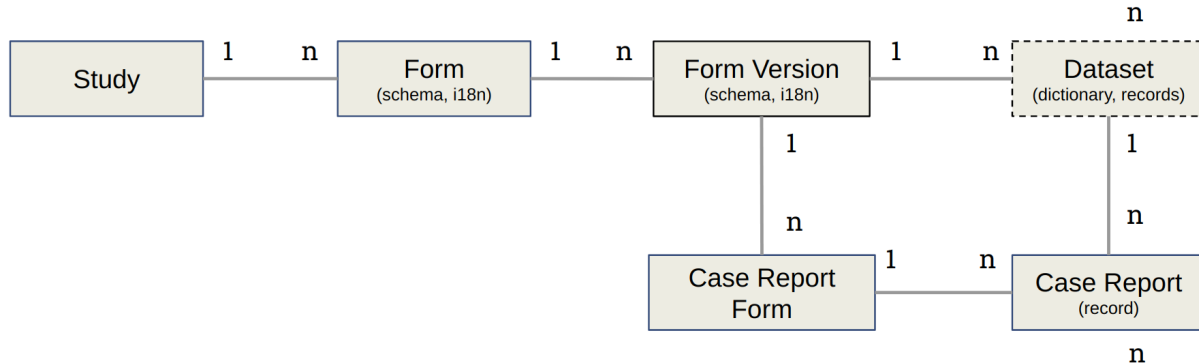 n
1 n 1 n 1 n
Study
Form
(schema, i18n)
Form Version
(schema, i18n)
Dataset
(dictionary, records)
1 1
n n
1 n
Case Report
Form
Case Report
(record)
n